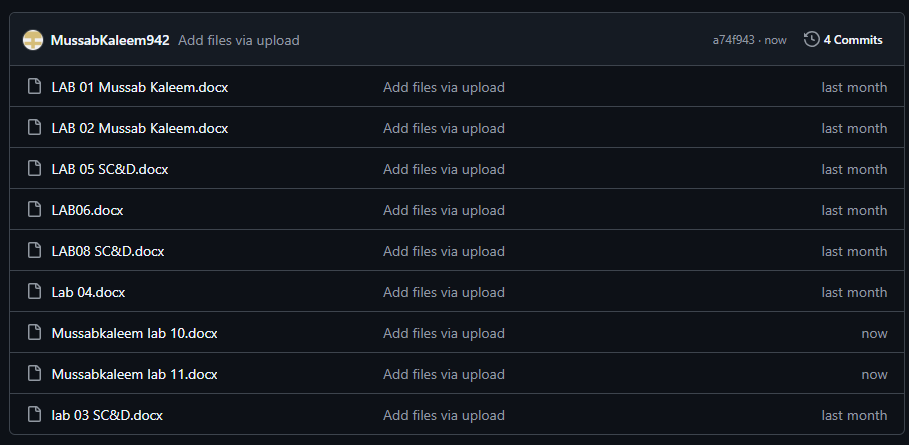 MussabKaleem942 Add files via upload a74f943 · now 4 Commits
LAB 01 Mussab Kaleem.docx Add files via upload last month
LAB 02 Mussab Kaleem.docx Add files via upload last month
LAB 05 SC&D.docx Add files via upload last month
LAB06.docx Add files via upload last month
LAB08 SC&D.docx Add files via upload last month
Lab 04.docx Add files via upload last month
Mussabkaleem lab 10.docx Add files via upload now
Mussabkaleem lab 11.docx Add files via upload now
lab 03 SC&D.docx Add files via upload last month